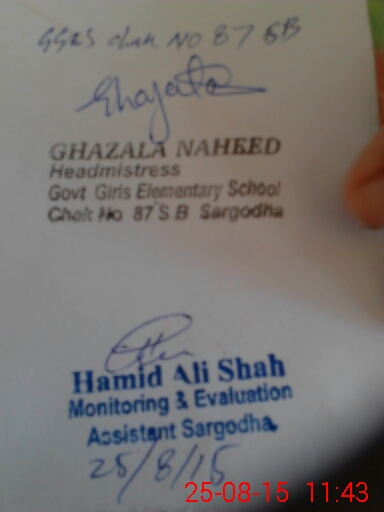 GGES chak NO 87 SB
Ghazala
GHAZALA NAHEED
Headmistress
Govt Girls Elementary School
Chak No 87 S B Sargodha
Hamid Ali Shah
Monitoring & Evaluation
Assistant Sargodha
25/8/15
25-08-15 11:43